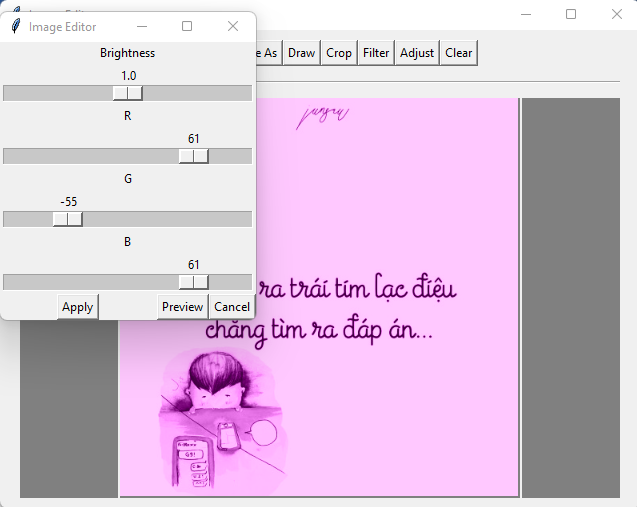 Image Editor
Brightness
1.0
R
61
G
-55
B
61
Apply Preview Cancel
As Draw Crop Filter Adjust Clear
ra trái tim lạc điệu
chăng tìm ra đáp án...